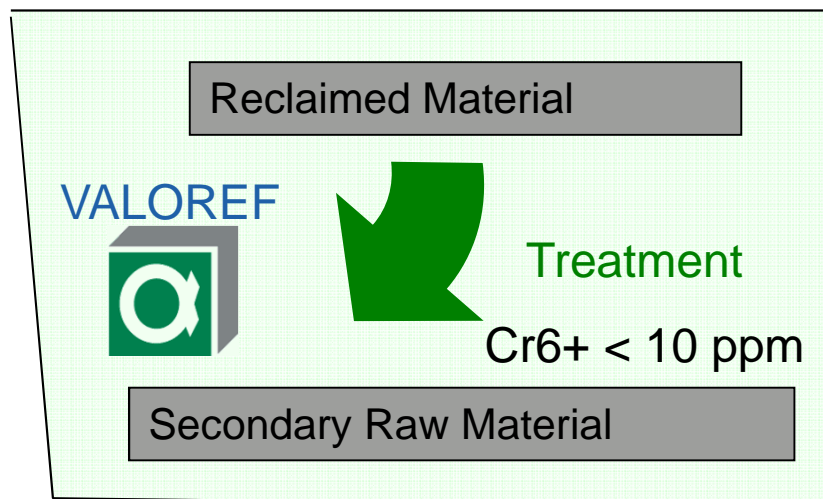 Reclaimed Material
VALOREF
Treatment
Cr6+ < 10 ppm
Secondary Raw Material